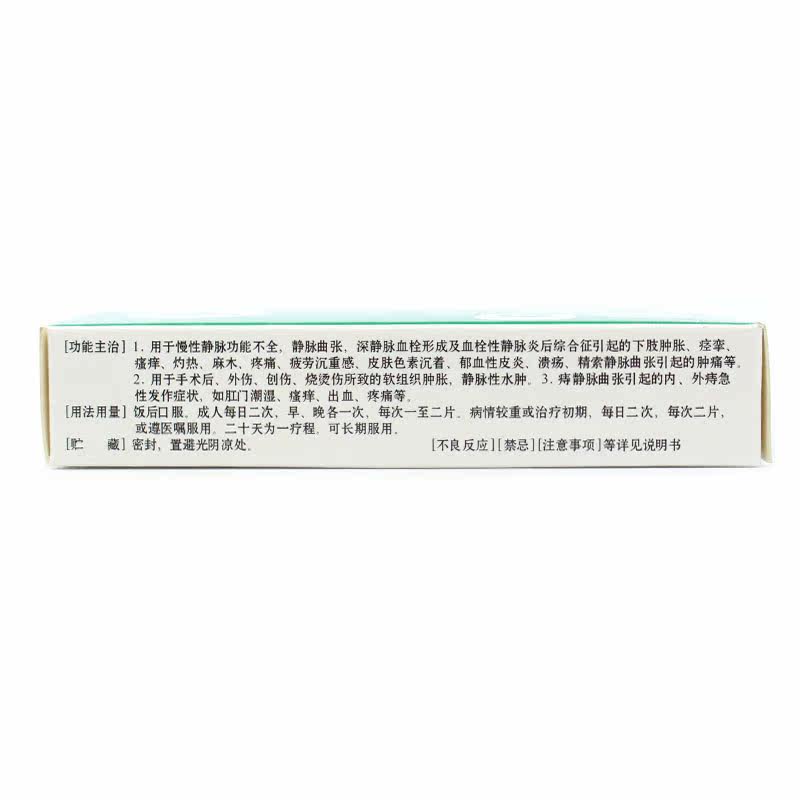 [功能主治] 1. 用于慢性静脉功能不全，静脉曲张，深静脉血栓形成及血栓性静脉炎后综合征引起的下肢肿胀、痉挛、
瘙痒、灼热、麻木、疼痛、疲劳沉重感、皮肤色素沉着、郁血性皮炎、溃疡、精索静脉曲张引起的肿痛等。
2. 用于手术后、外伤、创伤、烧烫伤所致的软组织肿胀，静脉性水肿。3. 痔静脉曲张引起的内、外痔急
性发作症状，如肛门潮湿、瘙痒、出血、疼痛等。
[用法用量] 饭后口服。成人每日二次，早、晚各一次，每次一至二片。病情较重或治疗初期，每日二次，每次二片，
或遵医嘱服用。二十天为一疗程。可长期服用。
[贮 藏] 密封，置避光阴凉处。 [不良反应] [禁忌] [注意事项] 等详见说明书